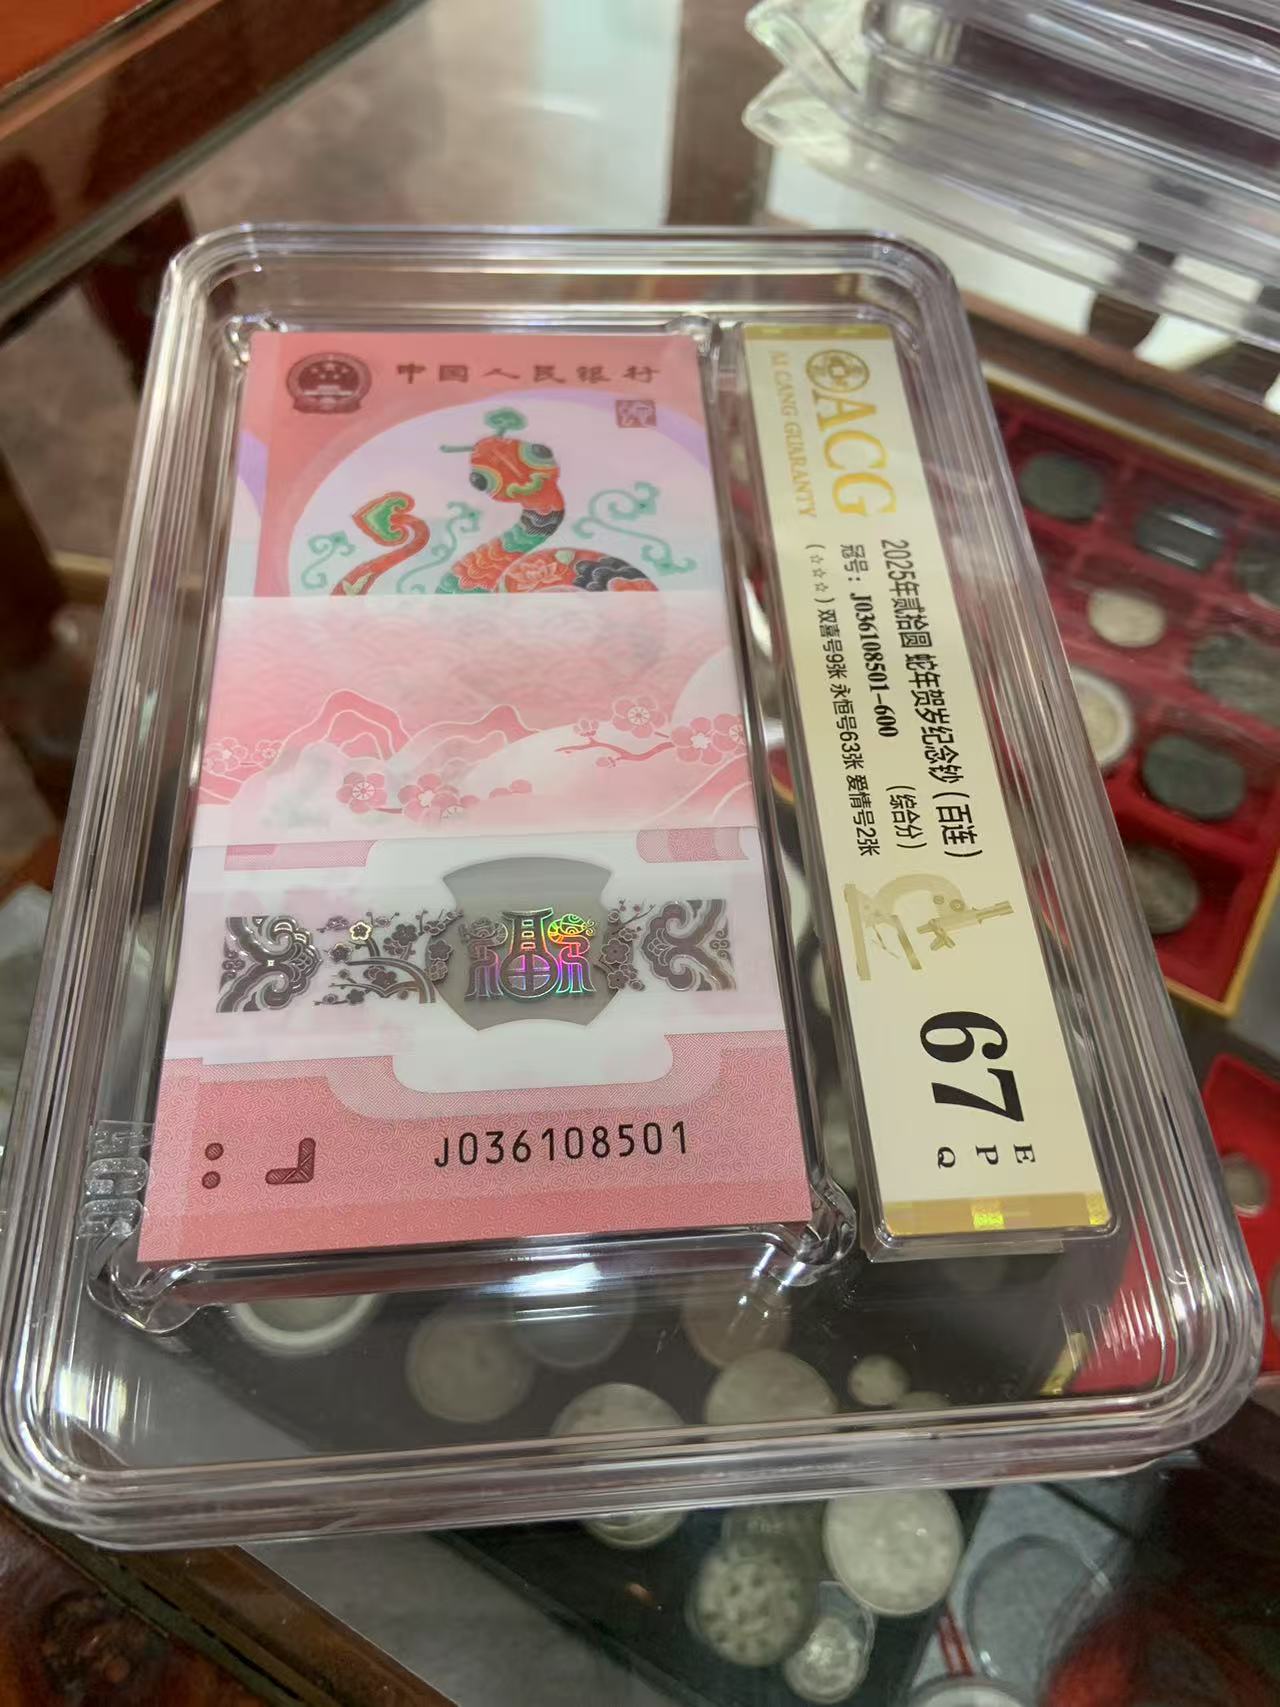 中国人民银行
J036108501
ACG
AI CANG GUARANTY
2025年贰拾圆 蛇年贺岁纪念钞(百连)
冠号:J036108501-600 (综合分)
(☆☆☆)双喜号9张 永恒号63张 爱情号2张
67
E
P
Q